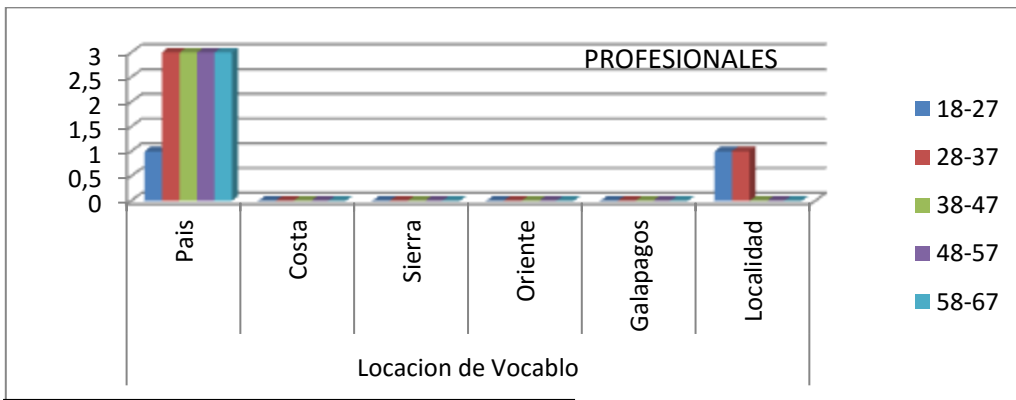 PROFESIONALES
3
2,5
2
1,5
1
0,5
0
Pais
Costa
Sierra
Oriente
Galapagos
Localidad
Locacion de Vocablo
18-27
28-37
38-47
48-57
58-67